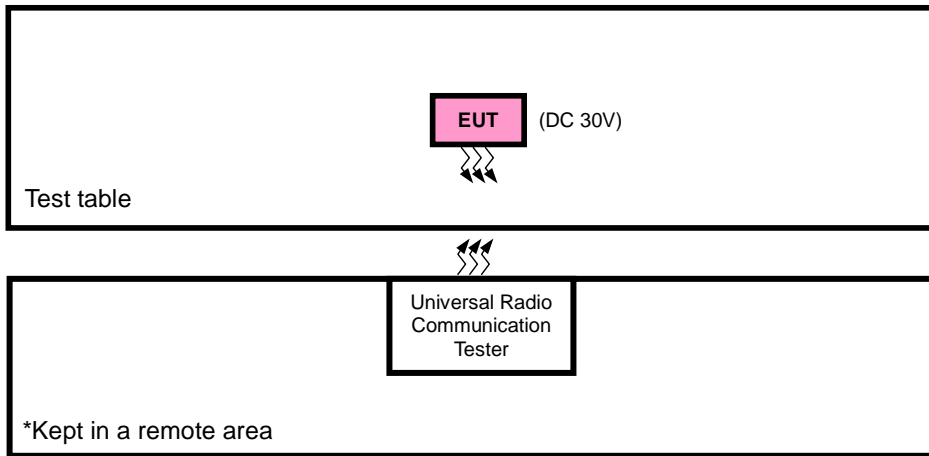 EUT (DC 30V)
Test table
Universal Radio
Communication
Tester
*Kept in a remote area